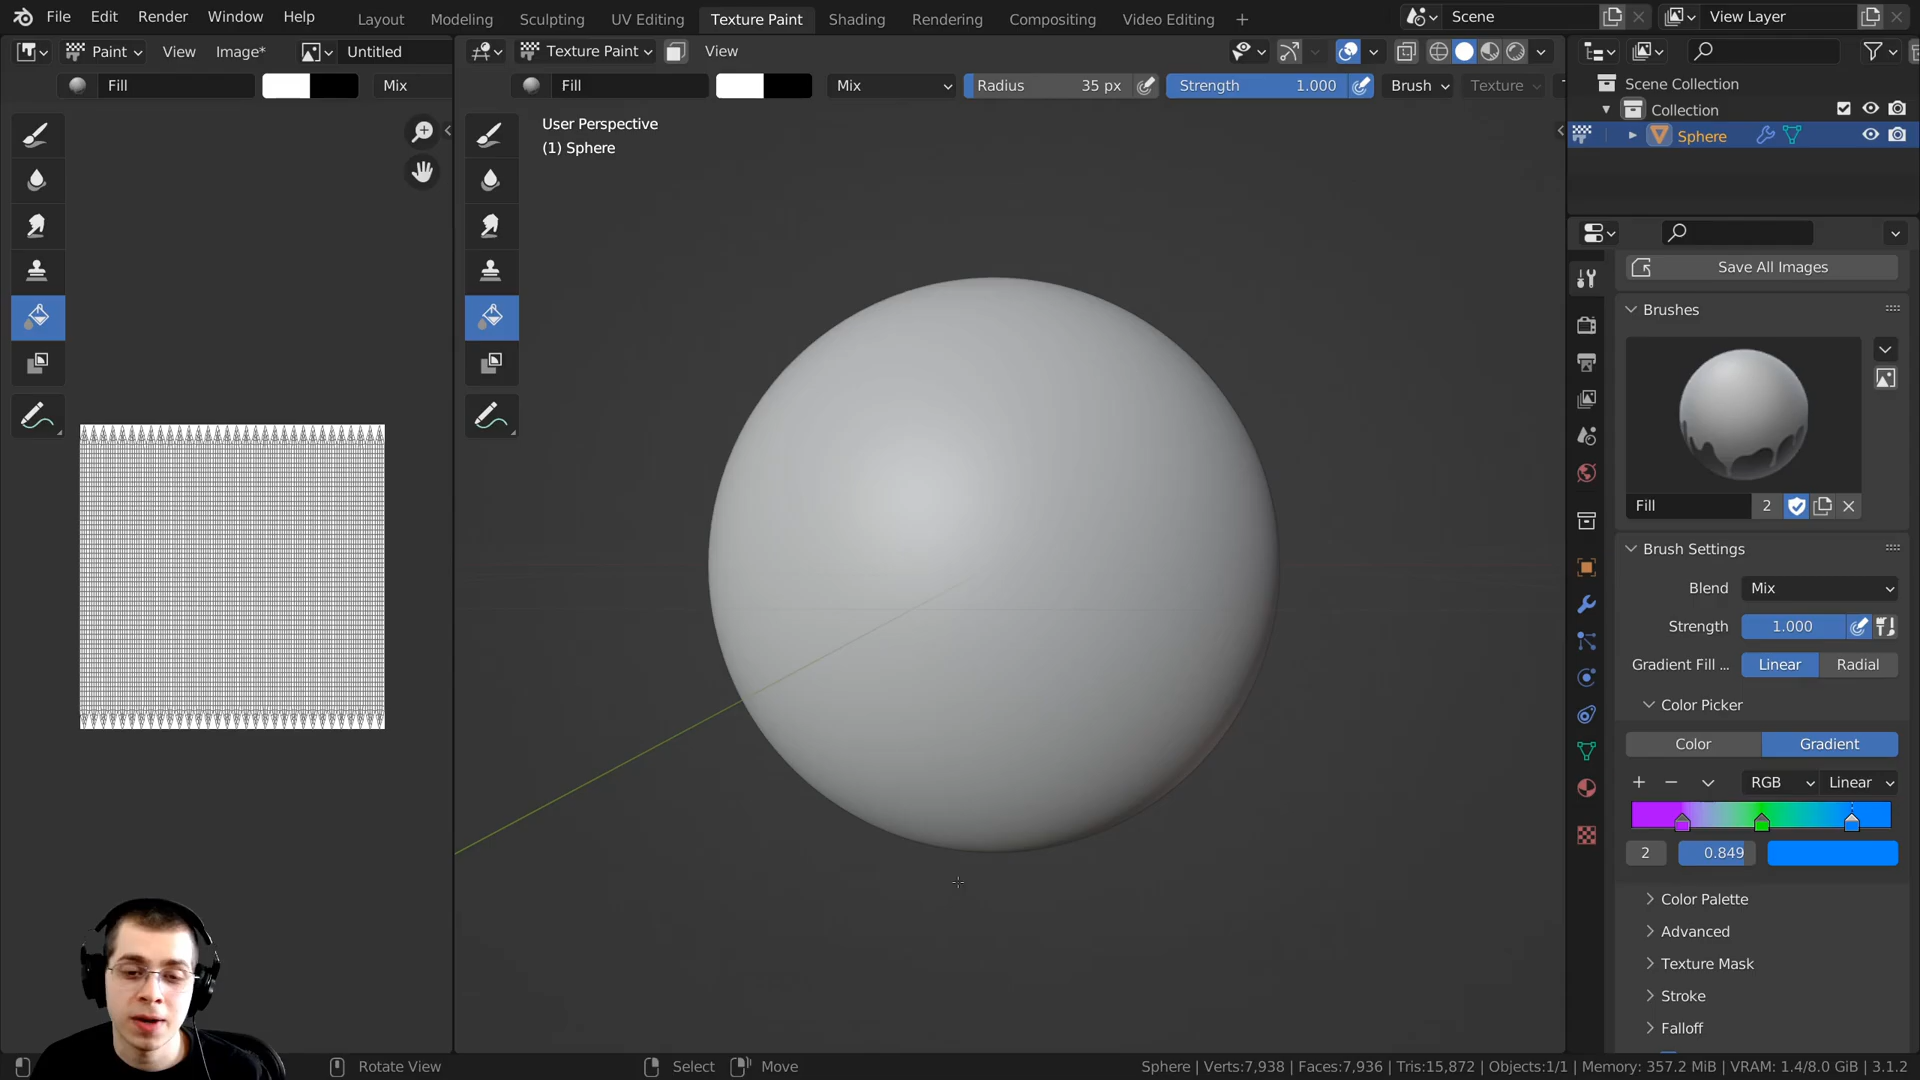 File Edit Render Window Help Layout Modeling Sculpting UV Editing Texture Paint Shading Rendering Compositing Video Editing + Scene View Layer
Paint View Image* Untitled Texture Paint View
Fill Mix Fill Mix Radius 35 px Strength 1.000 Brush Texture
User Perspective
(1) Sphere
Scene Collection
Collection
Sphere
Save All Images
Brushes
Fill 2
Brush Settings
Blend Mix
Strength 1.000
Gradient Fill ... Linear Radial
Color Picker
Color Gradient
RGB Linear
2 0.849
Color Palette
Advanced
Texture Mask
Stroke
Falloff
Rotate View Select Move Sphere | Verts:7,938 | Faces:7,936 | Tris:15,872 | Objects:1/1 | Memory: 357.2 MiB | VRAM: 1.4/8.0 GiB | 3.1.2